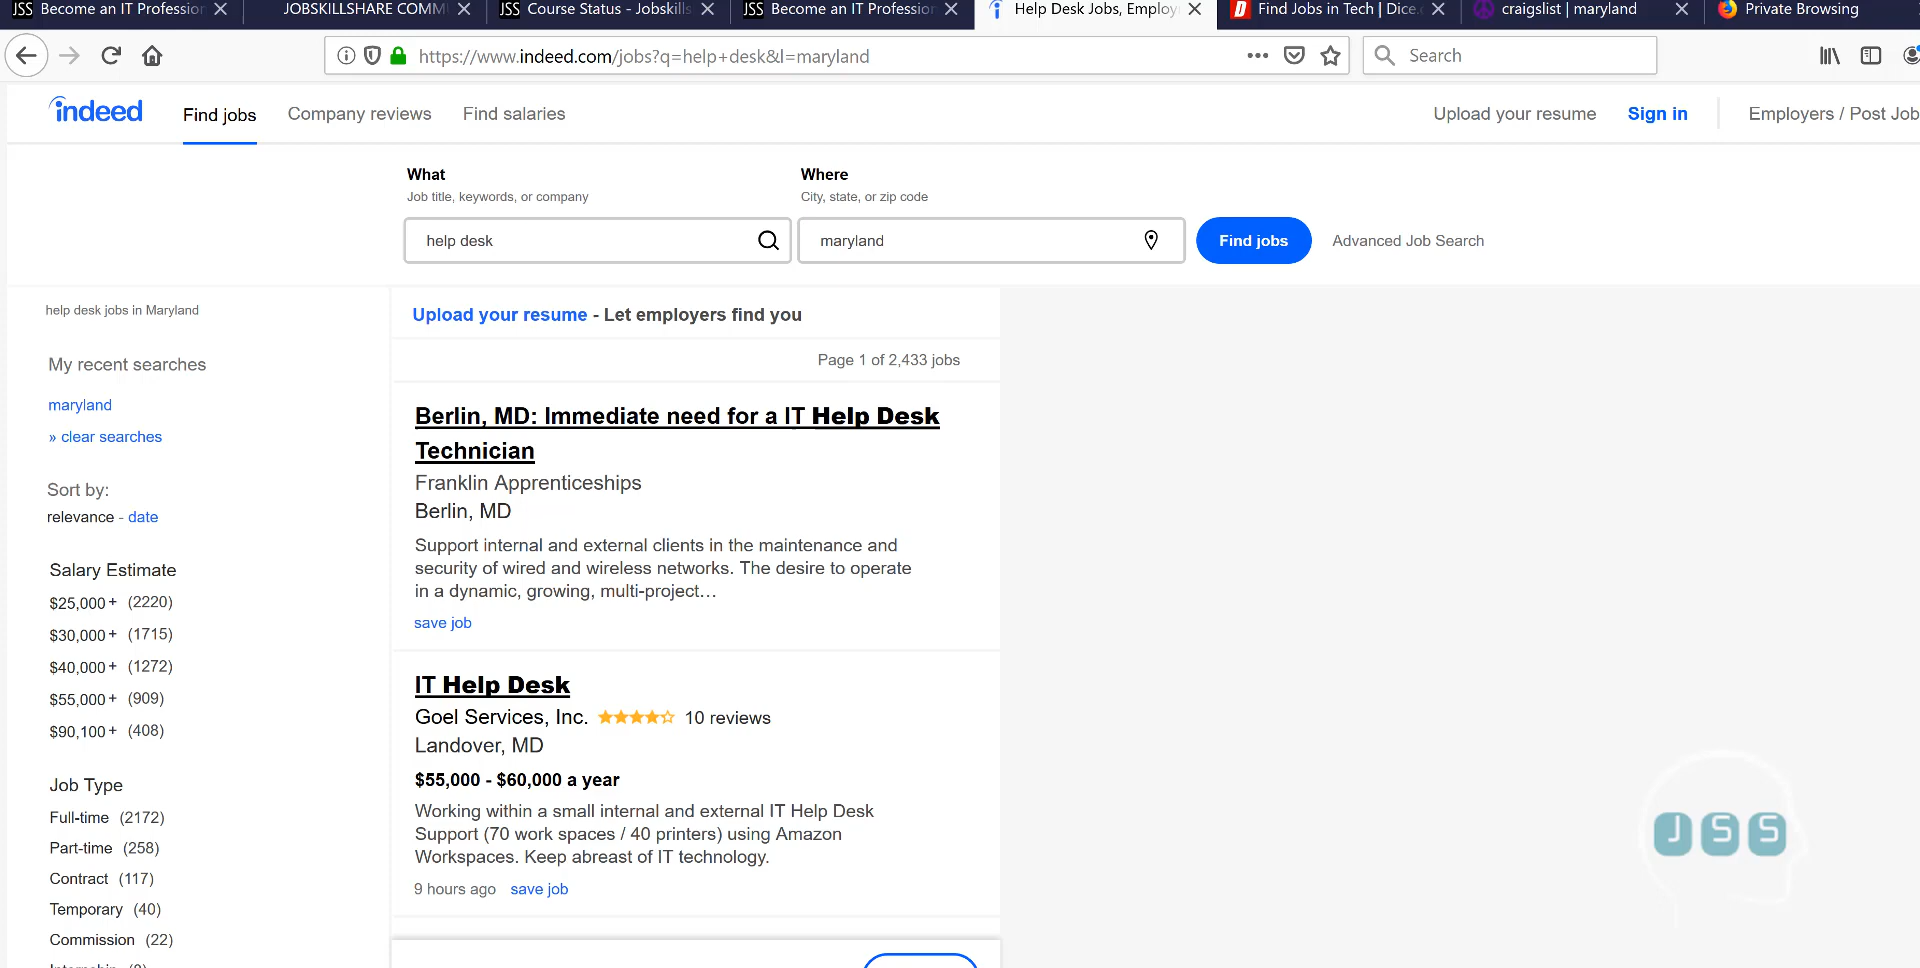 JSS Become an IT Profession
JOBSKILLSHARE COMM
JSS Course Status - Jobskills
JSS Become an IT Profession
Help Desk Jobs, Employ
Find Jobs in Tech | Dice.c
craigslist | maryland
Private Browsing
https://www.indeed.com/jobs?q=help+desk&l=maryland
Search
indeed
Find jobs
Company reviews
Find salaries
Upload your resume
Sign in
Employers / Post Job
What
Job title, keywords, or company
Where
City, state, or zip code
help desk
maryland
Find jobs
Advanced Job Search
help desk jobs in Maryland
My recent searches
maryland
» clear searches
Sort by:
relevance - date
Salary Estimate
$25,000+ (2220)
$30,000+ (1715)
$40,000+ (1272)
$55,000+ (909)
$90,100+ (408)
Job Type
Full-time (2172)
Part-time (258)
Contract (117)
Temporary (40)
Commission (22)
Upload your resume - Let employers find you
Page 1 of 2,433 jobs
Berlin, MD: Immediate need for a IT Help Desk
Technician
Franklin Apprenticeships
Berlin, MD
Support internal and external clients in the maintenance and
security of wired and wireless networks. The desire to operate
in a dynamic, growing, multi-project…
save job
IT Help Desk
Goel Services, Inc. 10 reviews
Landover, MD
$55,000 - $60,000 a year
Working within a small internal and external IT Help Desk
Support (70 work spaces / 40 printers) using Amazon
Workspaces. Keep abreast of IT technology.
9 hours ago save job
JSS